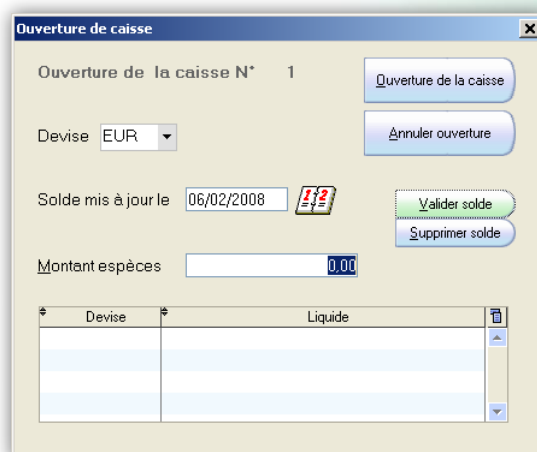 Ouverture de caisse
Ouverture de la caisse N° 1
Ouverture de la caisse
Devise EUR
Annuler ouverture
Solde mis à jour le 06/02/2008
Valider solde
Supprimer solde
Montant espèces 0,00
Devise Liquide